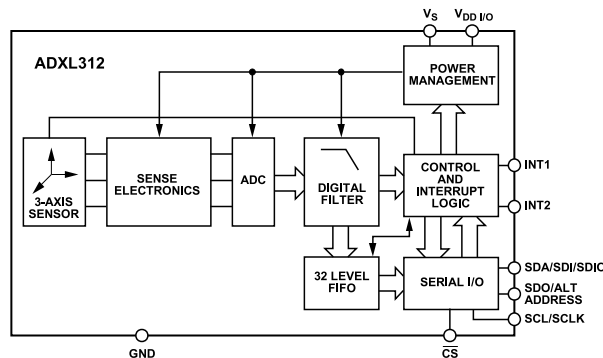 VS
VDD I/O
ADXL312
POWER
MANAGEMENT
3-AXIS
SENSOR
SENSE
ELECTRONICS
ADC
DIGITAL
FILTER
CONTROL
AND
INTERRUPT
LOGIC
INT1
INT2
32 LEVEL
FIFO
SERIAL I/O
SDA/SDI/SDIO
SDO/ALT
ADDRESS
SCL/SCLK
GND
CS